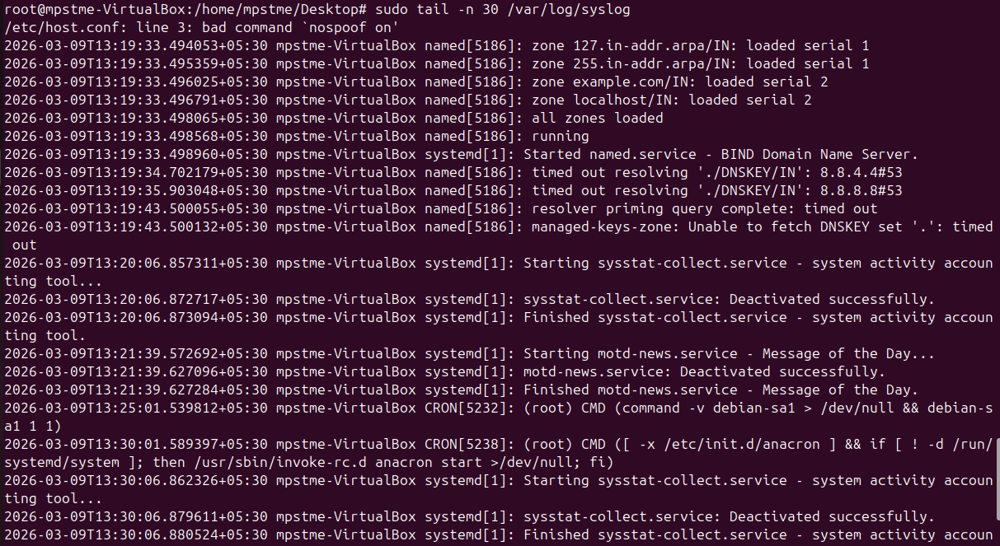 root@mpstme-VirtualBox:/home/mpstme/Desktop# sudo tail -n 30 /var/log/syslog
/etc/host.conf: line 3: bad command `nospoof on'
2026-03-09T13:19:33.494053+05:30 mpstme-VirtualBox named[5186]: zone 127.in-addr.arpa/IN: loaded serial 1
2026-03-09T13:19:33.495359+05:30 mpstme-VirtualBox named[5186]: zone 255.in-addr.arpa/IN: loaded serial 1
2026-03-09T13:19:33.496025+05:30 mpstme-VirtualBox named[5186]: zone example.com/IN: loaded serial 2
2026-03-09T13:19:33.496791+05:30 mpstme-VirtualBox named[5186]: zone localhost/IN: loaded serial 2
2026-03-09T13:19:33.498065+05:30 mpstme-VirtualBox named[5186]: all zones loaded
2026-03-09T13:19:33.498568+05:30 mpstme-VirtualBox named[5186]: running
2026-03-09T13:19:33.498960+05:30 mpstme-VirtualBox systemd[1]: Started named.service - BIND Domain Name Server.
2026-03-09T13:19:34.702179+05:30 mpstme-VirtualBox named[5186]: timed out resolving './DNSKEY/IN': 8.8.4.4#53
2026-03-09T13:19:35.903048+05:30 mpstme-VirtualBox named[5186]: timed out resolving './DNSKEY/IN': 8.8.8.8#53
2026-03-09T13:19:43.500055+05:30 mpstme-VirtualBox named[5186]: resolver priming query complete: timed out
2026-03-09T13:19:43.500132+05:30 mpstme-VirtualBox named[5186]: managed-keys-zone: Unable to fetch DNSKEY set '.': timed
 out
2026-03-09T13:20:06.857311+05:30 mpstme-VirtualBox systemd[1]: Starting sysstat-collect.service - system activity accoun
ting tool...
2026-03-09T13:20:06.872717+05:30 mpstme-VirtualBox systemd[1]: sysstat-collect.service: Deactivated successfully.
2026-03-09T13:20:06.873094+05:30 mpstme-VirtualBox systemd[1]: Finished sysstat-collect.service - system activity accoun
ting tool.
2026-03-09T13:21:39.572692+05:30 mpstme-VirtualBox systemd[1]: Starting motd-news.service - Message of the Day...
2026-03-09T13:21:39.627096+05:30 mpstme-VirtualBox systemd[1]: motd-news.service: Deactivated successfully.
2026-03-09T13:21:39.627284+05:30 mpstme-VirtualBox systemd[1]: Finished motd-news.service - Message of the Day.
2026-03-09T13:25:01.539812+05:30 mpstme-VirtualBox CRON[5232]: (root) CMD (command -v debian-sa1 > /dev/null && debian-s
a1 1 1)
2026-03-09T13:30:01.589397+05:30 mpstme-VirtualBox CRON[5238]: (root) CMD ([ -x /etc/init.d/anacron ] && if [ ! -d /run/
systemd/system ]; then /usr/sbin/invoke-rc.d anacron start >/dev/null; fi)
2026-03-09T13:30:06.862326+05:30 mpstme-VirtualBox systemd[1]: Starting sysstat-collect.service - system activity accoun
ting tool...
2026-03-09T13:30:06.879611+05:30 mpstme-VirtualBox systemd[1]: sysstat-collect.service: Deactivated successfully.
2026-03-09T13:30:06.880524+05:30 mpstme-VirtualBox systemd[1]: Finished sysstat-collect.service - system activity accoun